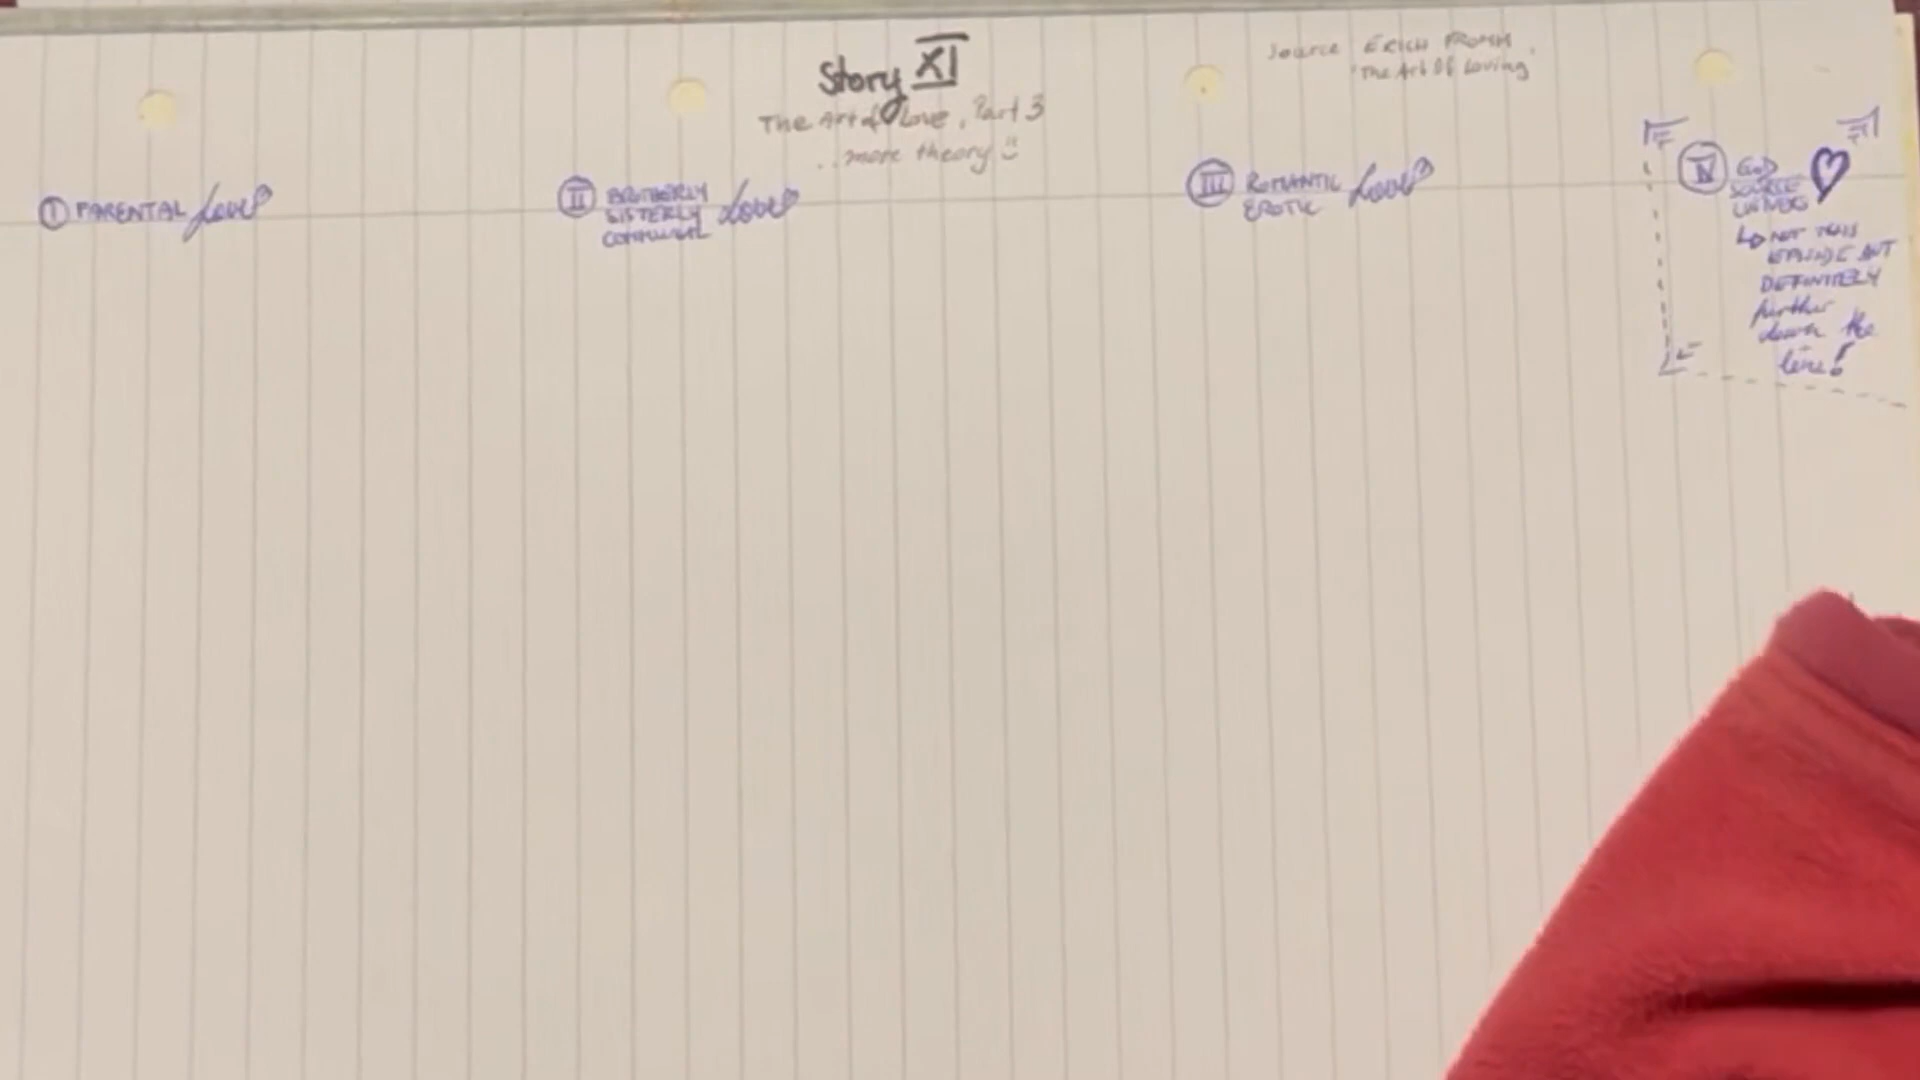 Story XI
The Art of Love, Part 3
...more theory
Source ERICH FROMM,
'The Art Of Loving'
I PARENTAL Love
II BROTHERLY
SISTERLY Love
COMMUNAL
III ROMANTIC Love
EROTIC
IV GOD
SOURCE
NOT THIS
EPISODE BUT
DEFINITELY
further
down the
line!